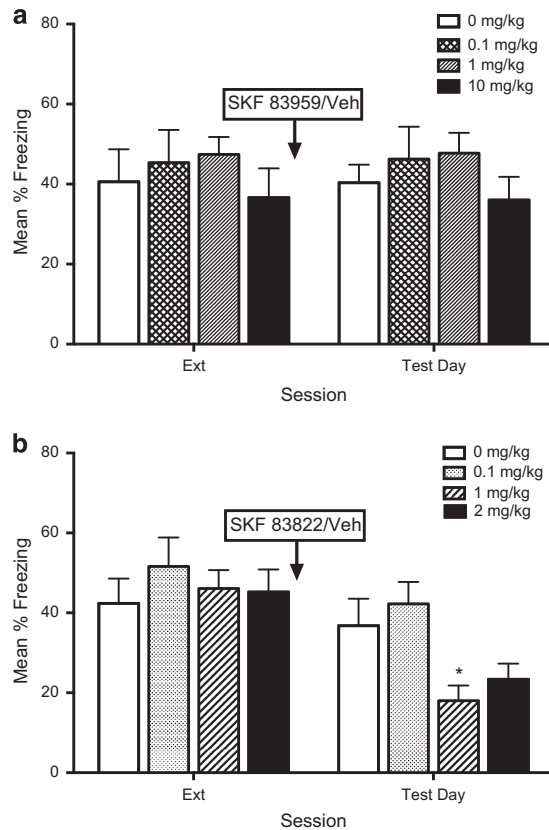 a
80
60
40
20
0
Mean % Freezing
0 mg/kg
0.1 mg/kg
1 mg/kg
10 mg/kg
SKF 83959/Veh
Ext
Test Day
Session
b
80
60
40
20
0
Mean % Freezing
0 mg/kg
0.1 mg/kg
1 mg/kg
2 mg/kg
SKF 83822/Veh
*
Ext
Test Day
Session